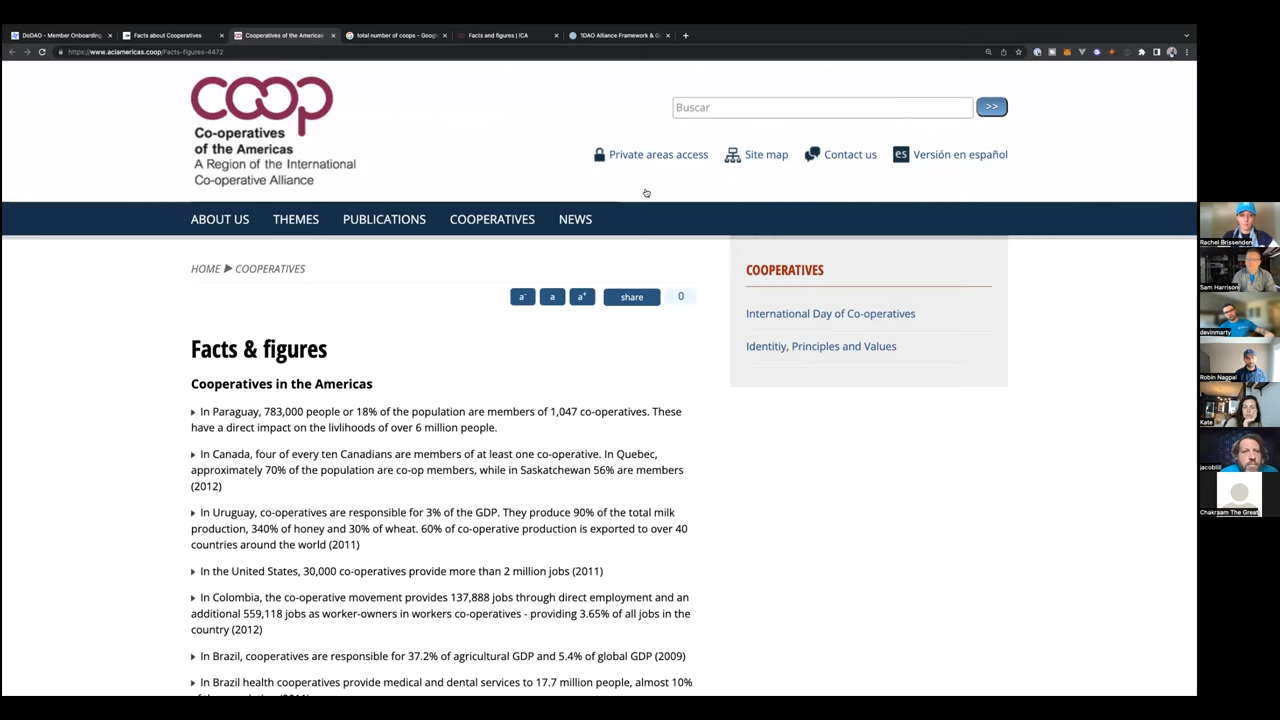 DoDAO - Member Onboarding
Facts about Cooperatives
Cooperatives of the Americas
total number of coops - Goog
Facts and figures | ICA
1DAO Alliance Framework & G
https://www.aciamericas.coop/Facts-figures-4472
coop
Co-operatives
of the Americas
A Region of the International
Co-operative Alliance
Buscar
>>
Private areas access
Site map
Contact us
es
Versión en español
ABOUT US
THEMES
PUBLICATIONS
COOPERATIVES
NEWS
HOME ▶ COOPERATIVES
a-
a
a+
share
0
COOPERATIVES
International Day of Co-operatives
Identitiy, Principles and Values
Facts & figures
Cooperatives in the Americas
In Paraguay, 783,000 people or 18% of the population are members of 1,047 co-operatives. These
have a direct impact on the livlihoods of over 6 million people.
In Canada, four of every ten Canadians are members of at least one co-operative. In Quebec,
approximately 70% of the population are co-op members, while in Saskatchewan 56% are members
(2012)
In Uruguay, co-operatives are responsible for 3% of the GDP. They produce 90% of the total milk
production, 340% of honey and 30% of wheat. 60% of co-operative production is exported to over 40
countries around the world (2011)
In the United States, 30,000 co-operatives provide more than 2 million jobs (2011)
In Colombia, the co-operative movement provides 137,888 jobs through direct employment and an
additional 559,118 jobs as worker-owners in workers co-operatives - providing 3.65% of all jobs in the
country (2012)
In Brazil, cooperatives are responsible for 37.2% of agricultural GDP and 5.4% of global GDP (2009)
In Brazil health cooperatives provide medical and dental services to 17.7 million people, almost 10%
Rachel Brissenden
Sam Harrison
devinmarty
Robin Nagpal
Kate
jacoblill
Chakraam The Great